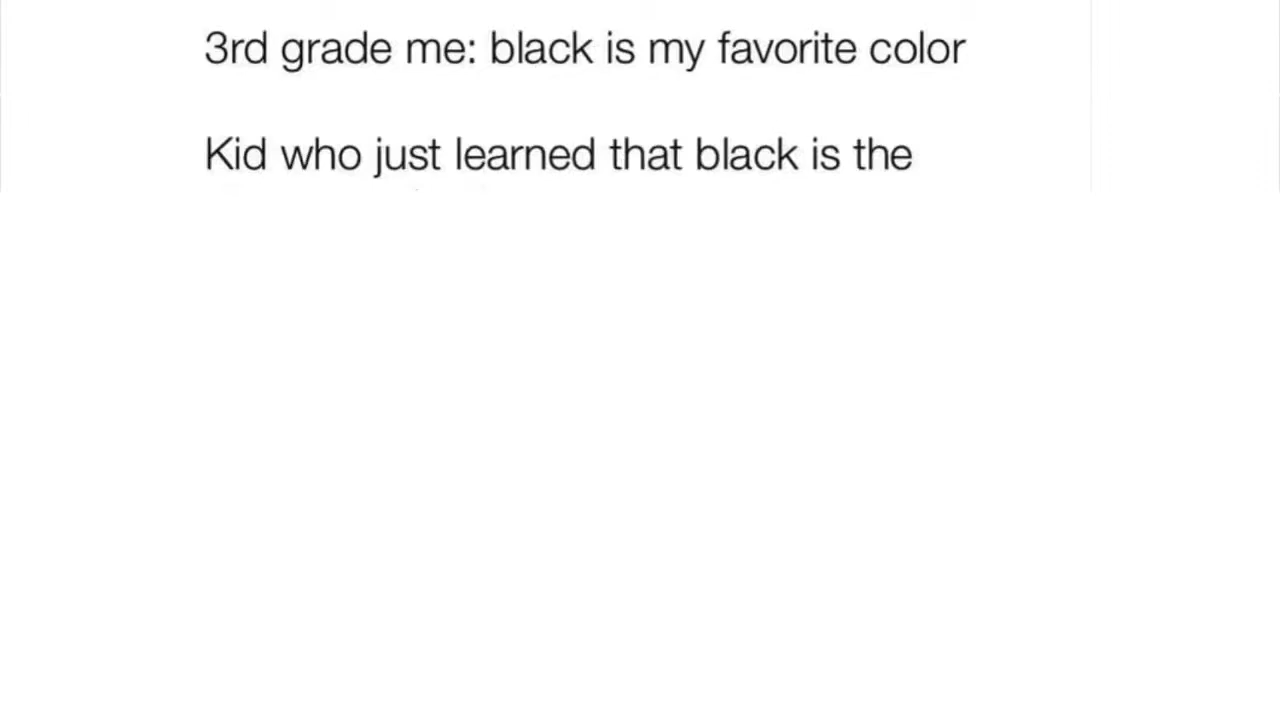 3rd grade me: black is my favorite color
Kid who just learned that black is the